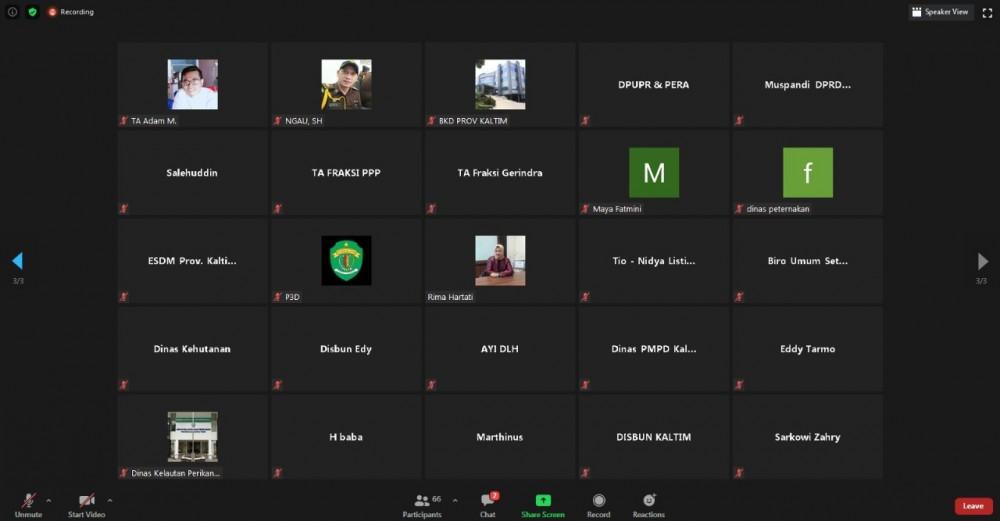 Recording
Speaker View
TA Adam M.
NGAU, SH
BKD PROV KALTIM
DPUPR & PERA
Muspandi DPRD...
Salehuddin
TA FRAKSI PPP
TA Fraksi Gerindra
M
Maya Fatmini
f
dinas peternakan
ESDM Prov. Kalti...
P3D
Rima Hartati
Tio - Nidya Listi...
Biro Umum Set...
3/3
3/3
Dinas Kehutanan
Disbun Edy
AYI DLH
Dinas PMPD Kal...
Eddy Tarmo
Dinas Kelautan Perikan...
H baba
Marthinus
DISBUN KALTIM
Sarkowi Zahry
Unmute
Start Video
66
Participants
2
Chat
Share Screen
Record
Reactions
Leave